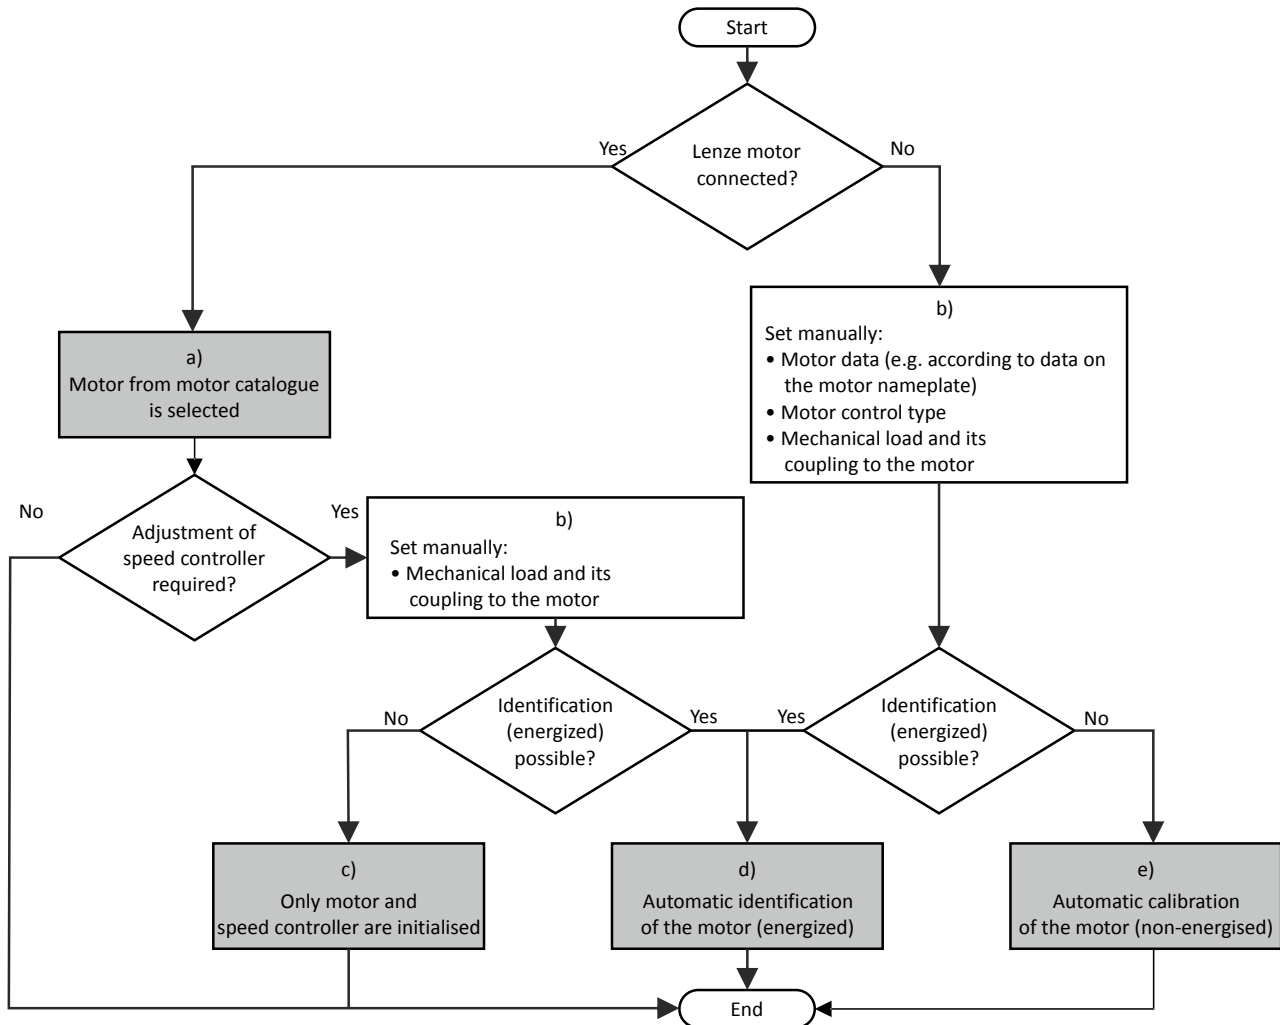 Start
Lenze motor
connected?
Yes
No
a)
Motor from motor catalogue
is selected
b)
Set manually:
• Motor data (e.g. according to data on
the motor nameplate)
• Motor control type
• Mechanical load and its
coupling to the motor
No
Adjustment of
speed controller
required?
Yes
b)
Set manually:
• Mechanical load and its
coupling to the motor
No
Identification
(energized)
possible?
Yes
Yes
Identification
(energized)
possible?
No
c)
Only motor and
speed controller are initialised
d)
Automatic identification
of the motor (energized)
e)
Automatic calibration
of the motor (non-energised)
End